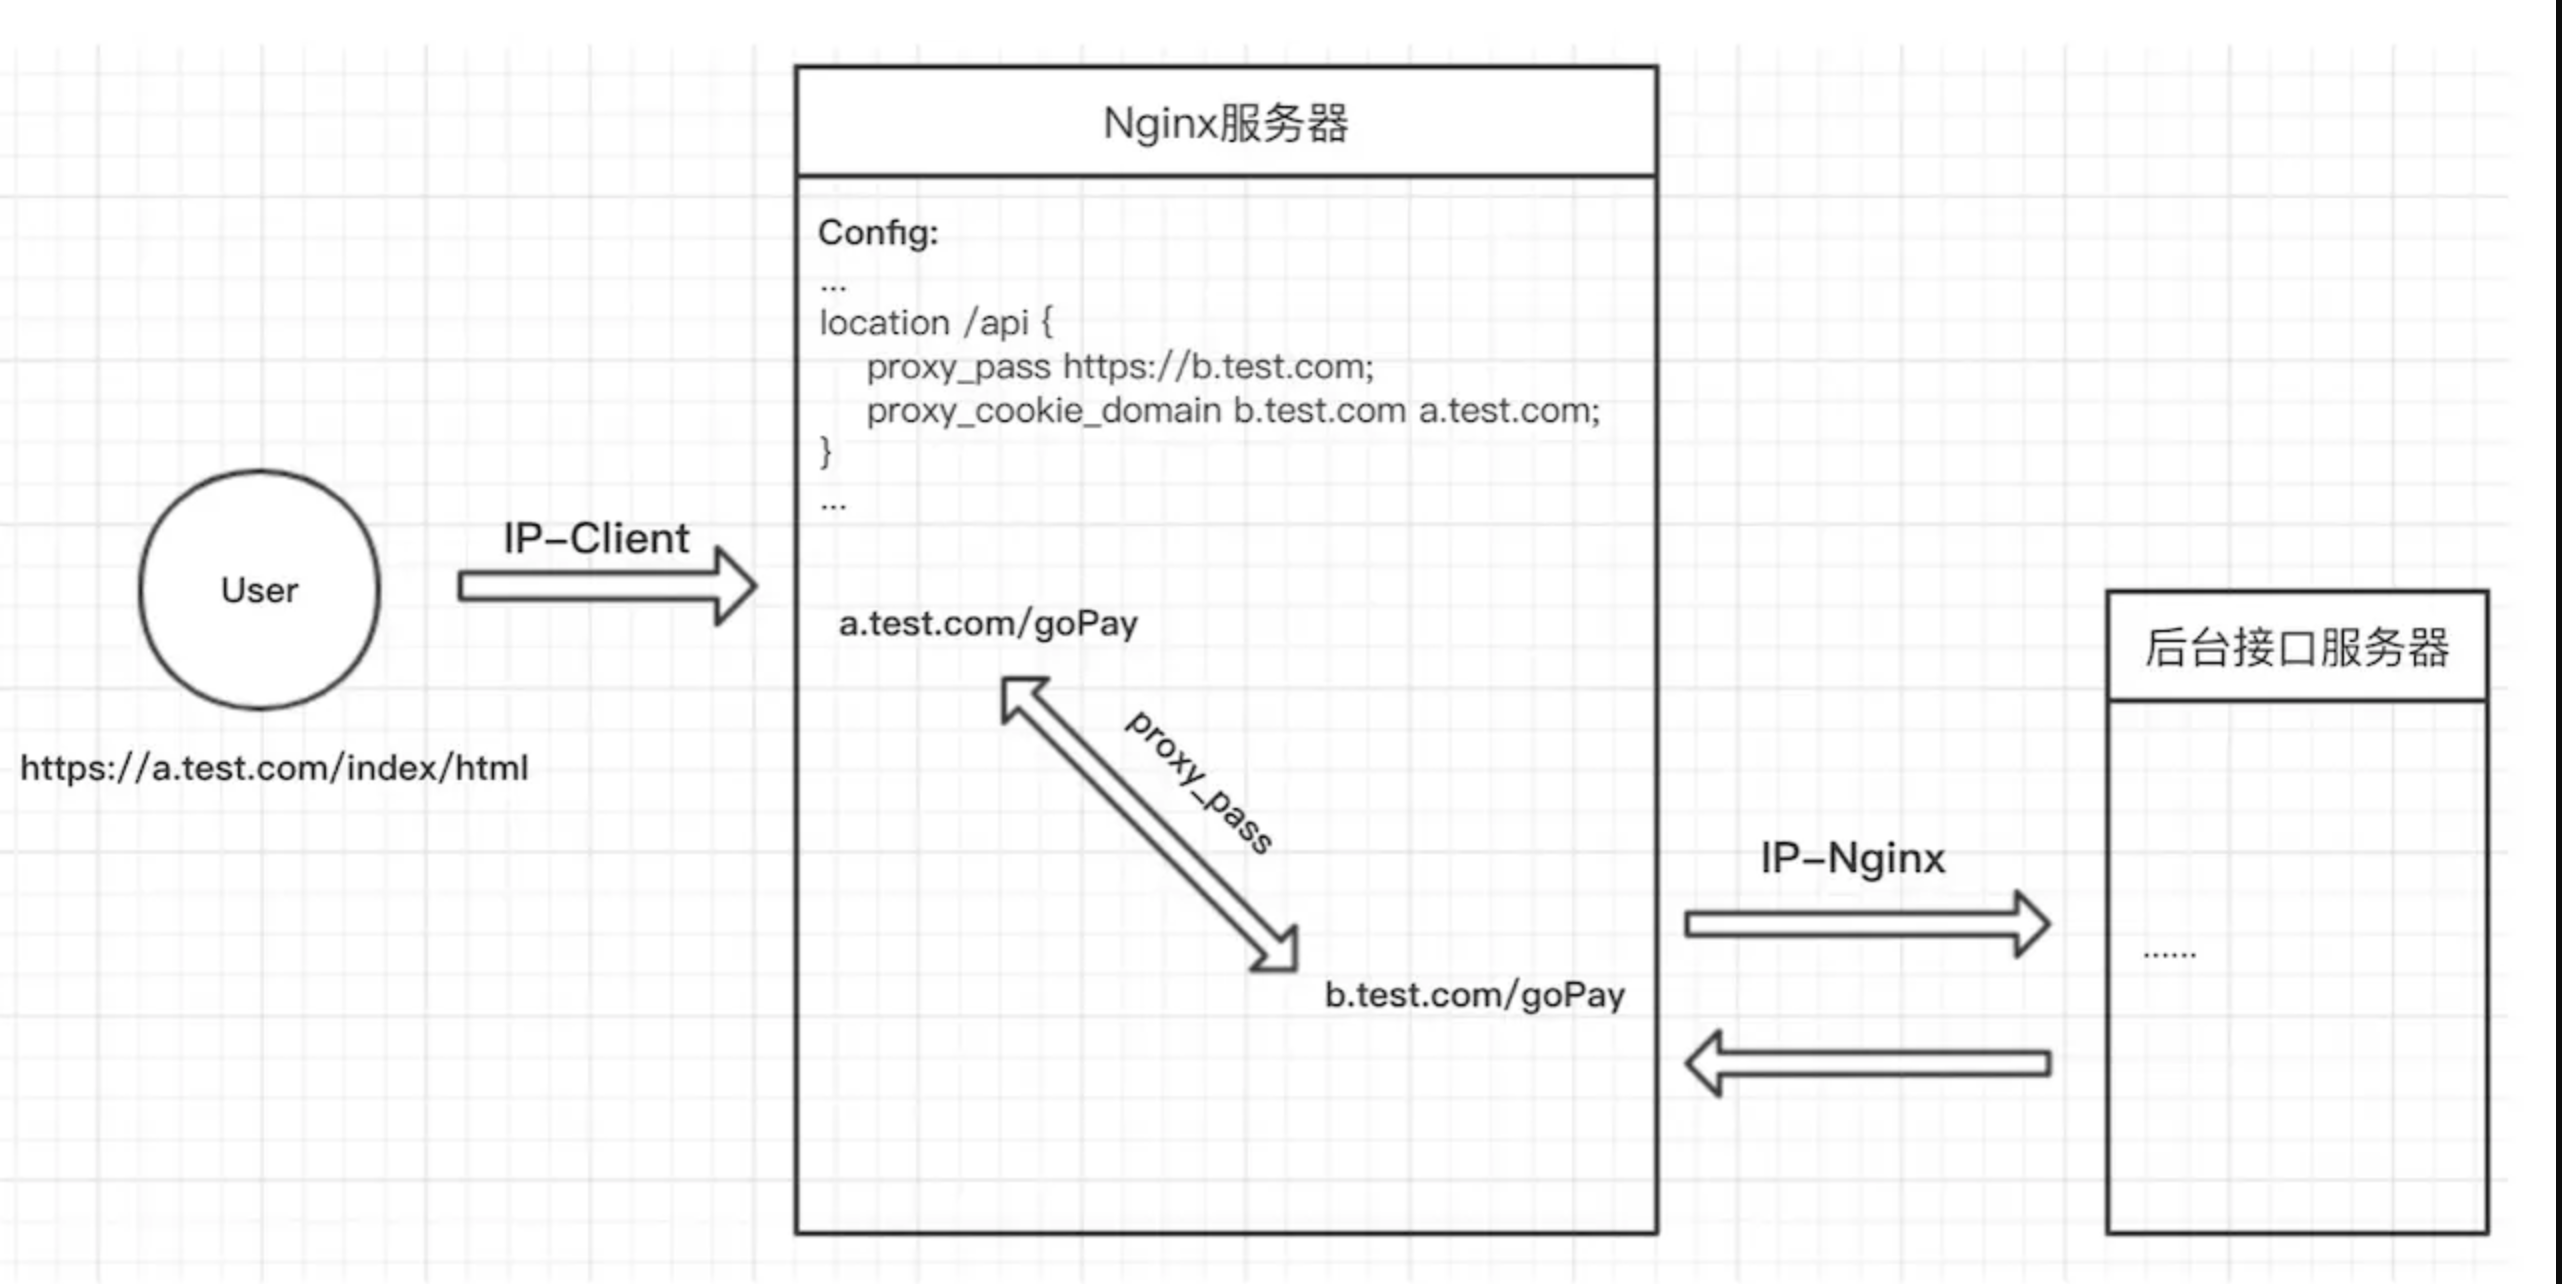 Nginx服务器
Config:
...
location /api {
proxy_pass https://b.test.com;
proxy_cookie_domain b.test.com a.test.com;
}
...
IP-Client
User
https://a.test.com/index/html
a.test.com/goPay
proxy_pass
b.test.com/goPay
IP-Nginx
后台接口服务器
......